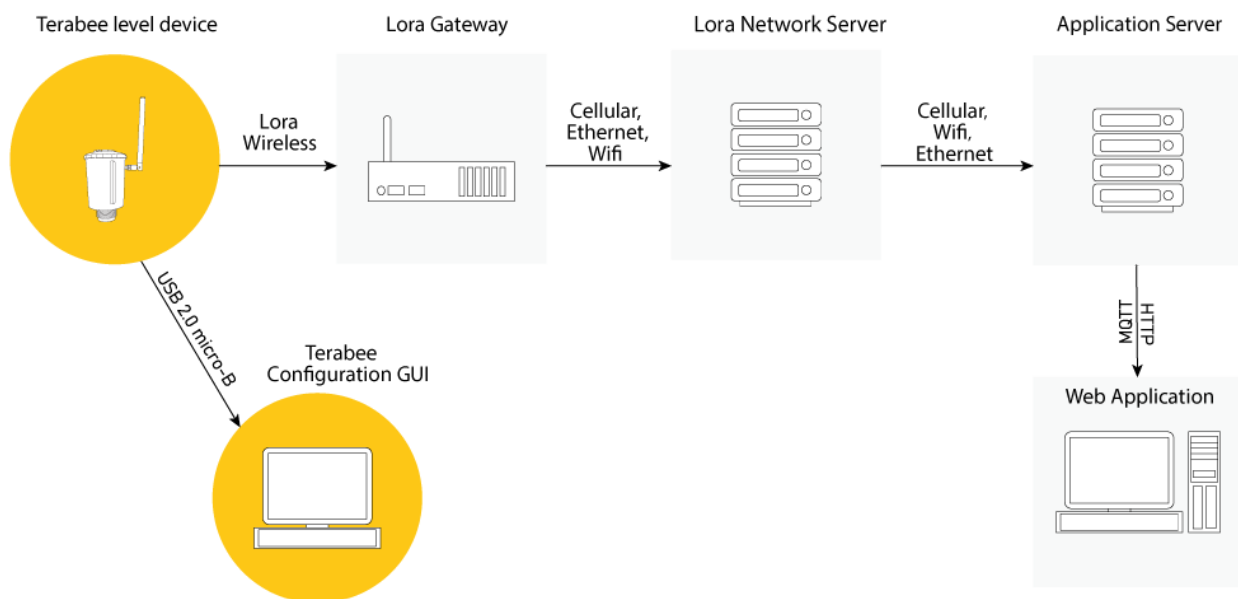 Terabee level device
Lora Gateway
Lora Network Server
Application Server
Lora
Wireless
Cellular,
Ethernet,
Wifi
Cellular,
Wifi,
Ethernet
USB 2.0 micro-B
MQTT
HTTP
Terabee
Configuration GUI
Web Application